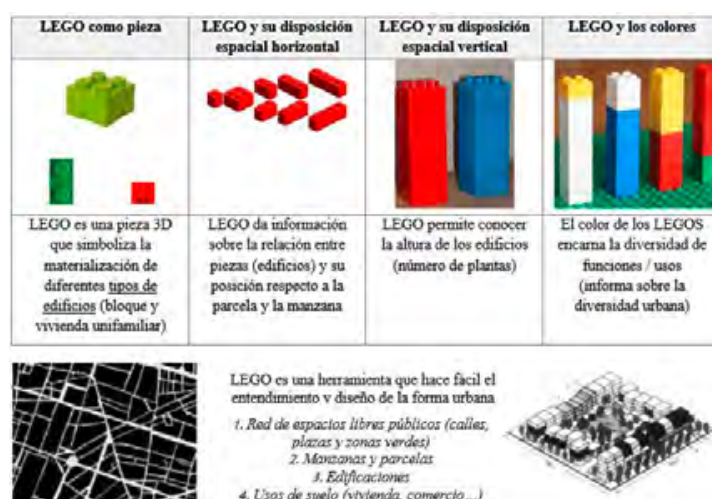 LEGO como pieza
LEGO y su disposición
espacial horizontal
LEGO y su disposición
espacial vertical
LEGO y los colores
LEGO es una pieza 3D
que simboliza la
materialización de
diferentes tipos de
edificios (bloque y
vivienda unifamiliar)
LEGO da información
sobre la relación entre
piezas (edificios) y su
posición respecto a la
parcela y la manzana
LEGO permite conocer
la altura de los edificios
(número de plantas)
El color de los LEGOS
encarna la diversidad de
funciones / usos
(informa sobre la
diversidad urbana)
LEGO es una herramienta que hace fácil el
entendimiento y diseño de la forma urbana
1. Red de espacios libres públicos (calles,
plazas y zonas verdes)
2. Manzanas y parcelas
3. Edificaciones
4. Usos de suelo (vivienda, comercio...)